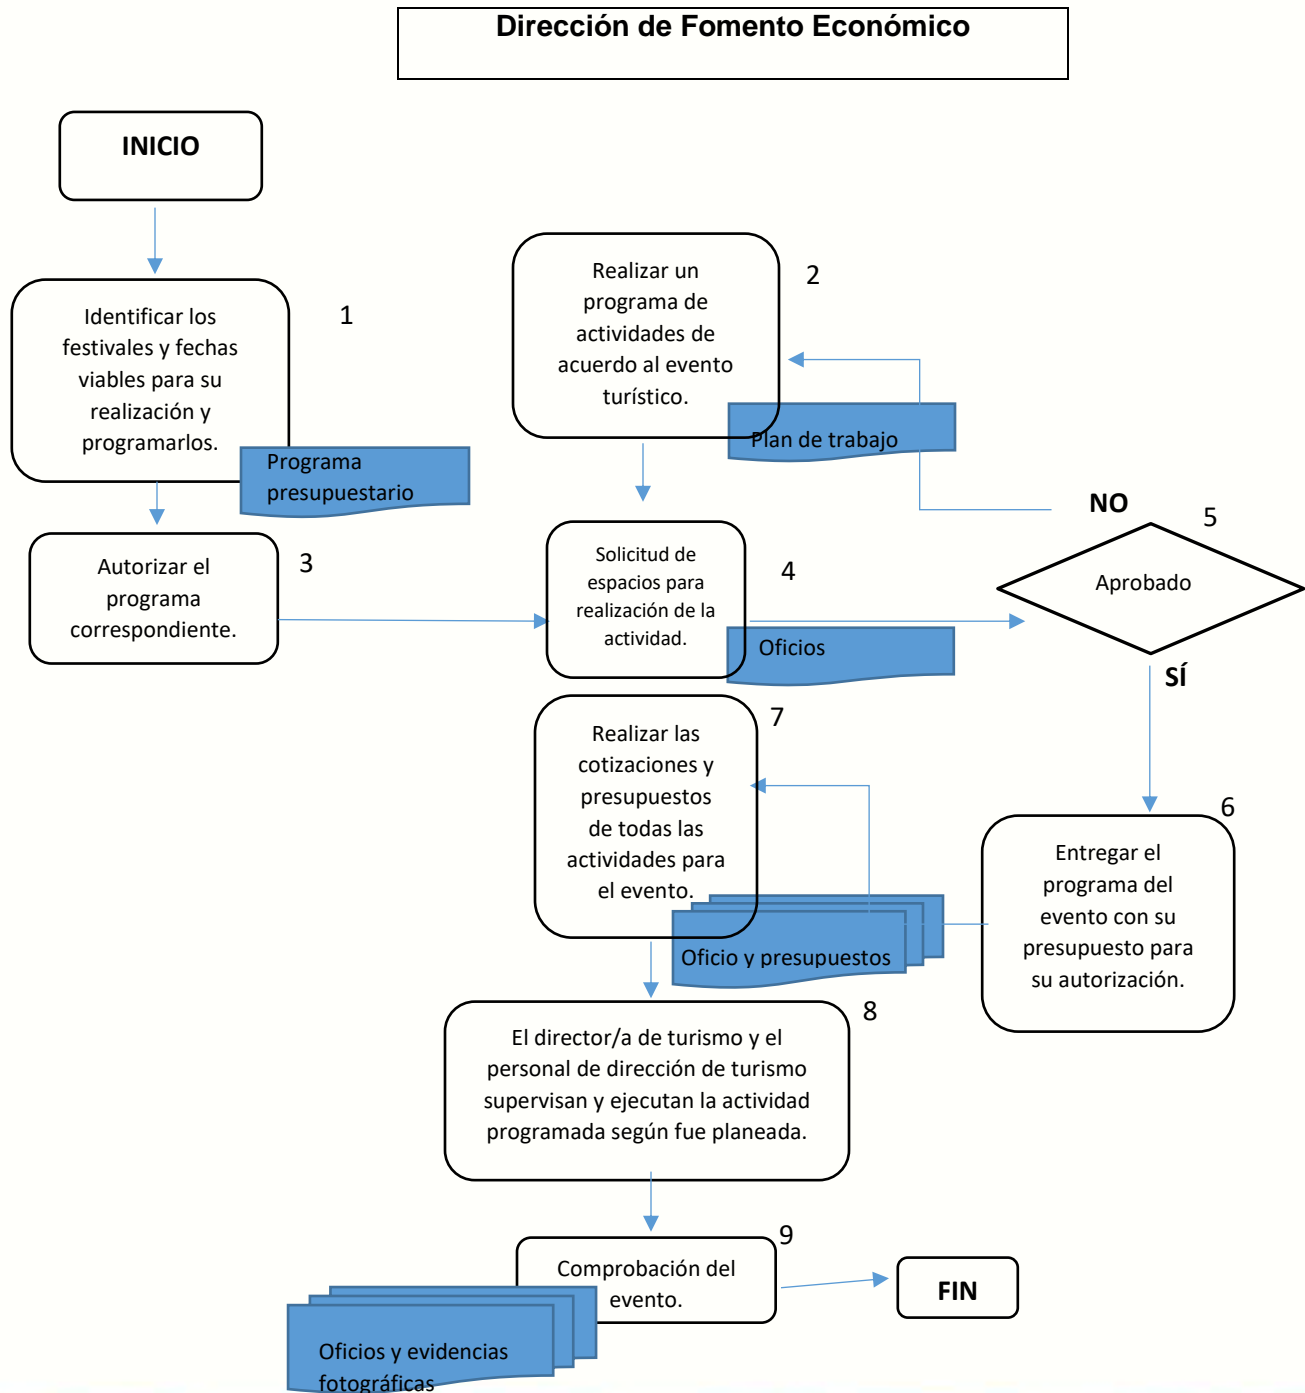 Dirección de Fomento Económico
INICIO
1
Identificar los
festivales y fechas
viables para su
realización y
programarlos.
Programa
presupuestario
2
Realizar un
programa de
actividades de
acuerdo al evento
turístico.
Plan de trabajo
3
Autorizar el
programa
correspondiente.
4
Solicitud de
espacios para
realización de la
actividad.
Oficios
NO
5
Aprobado
SÍ
6
Entregar el
programa del
evento con su
presupuesto para
su autorización.
7
Realizar las
cotizaciones y
presupuestos
de todas las
actividades para
el evento.
Oficio y presupuestos
8
El director/a de turismo y el
personal de dirección de turismo
supervisan y ejecutan la actividad
programada según fue planeada.
9
Comprobación del
evento.
Oficios y evidencias
fotográficas
FIN